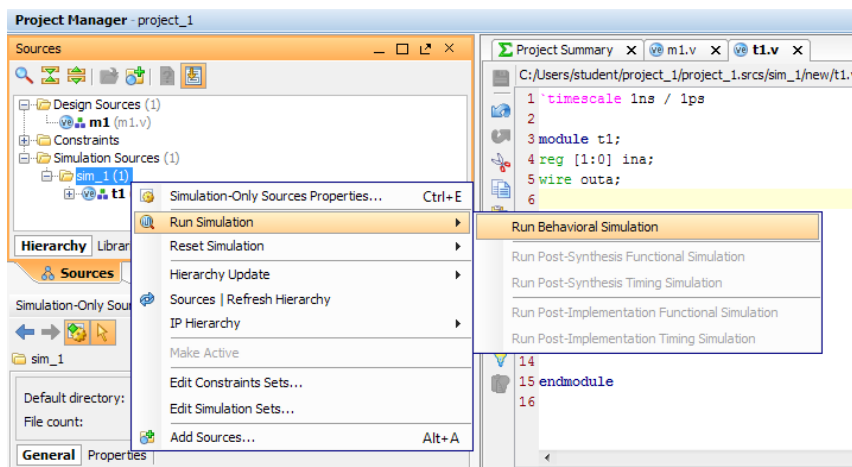 Project Manager - project_1
Sources
Design Sources (1)
m1 (m1.v)
Constraints
Simulation Sources (1)
sim_1 (1)
t1
Hierarchy Librar
Sources
Simulation-Only Sour
sim_1
Default directory:
File count:
General Properties
Simulation-Only Sources Properties... Ctrl+E
Run Simulation
Reset Simulation
Hierarchy Update
Sources | Refresh Hierarchy
IP Hierarchy
Make Active
Edit Constraints Sets...
Edit Simulation Sets...
Add Sources... Alt+A
Run Behavioral Simulation
Run Post-Synthesis Functional Simulation
Run Post-Synthesis Timing Simulation
Run Post-Implementation Functional Simulation
Run Post-Implementation Timing Simulation
Project Summary m1.v t1.v
C:/Users/student/project_1/project_1.srcs/sim_1/new/t1.v
1 `timescale 1ns / 1ps
2
3 module t1;
4 reg [1:0] ina;
5 wire outa;
6
14
15 endmodule
16